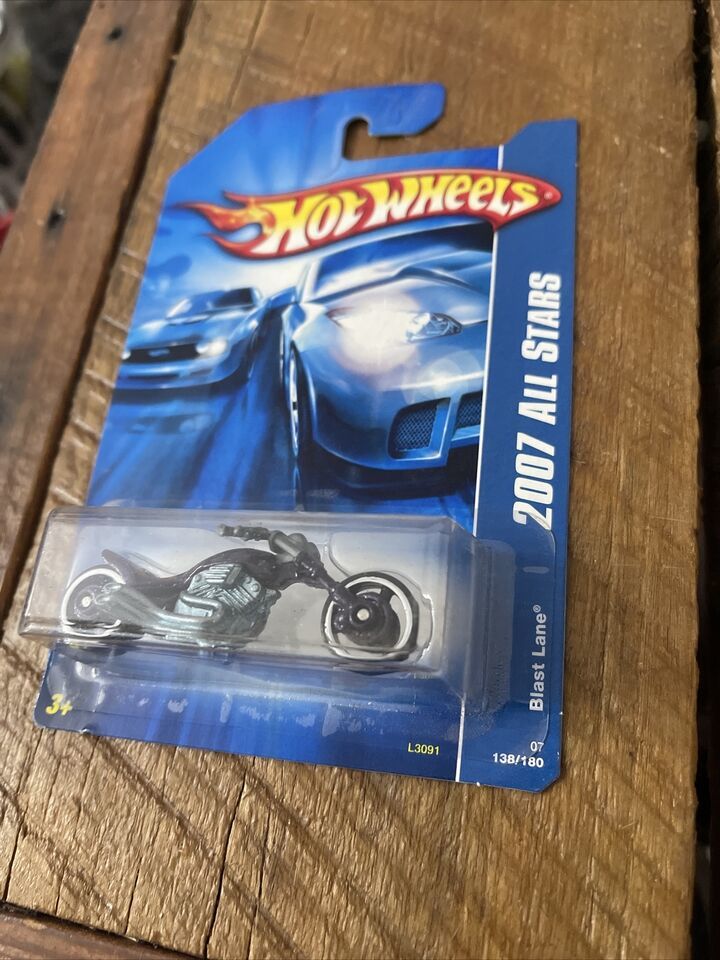 HOT WHEELS®
2007 ALL STARS
Blast Lane®
3+
L3091
07
138/180